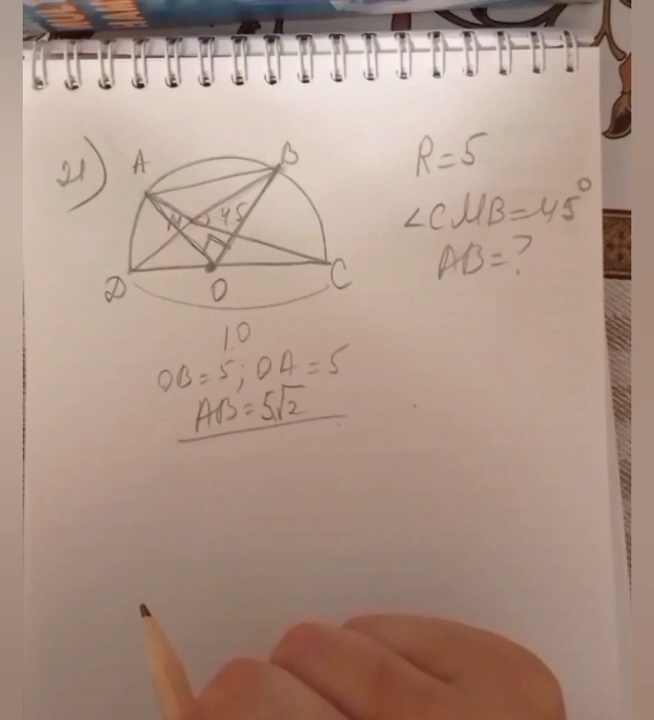 21)
A
B
M
45
D
O
C
10
R=5
∠CMB=45°
AB=?
OB=5; OA=5
AB=5√2